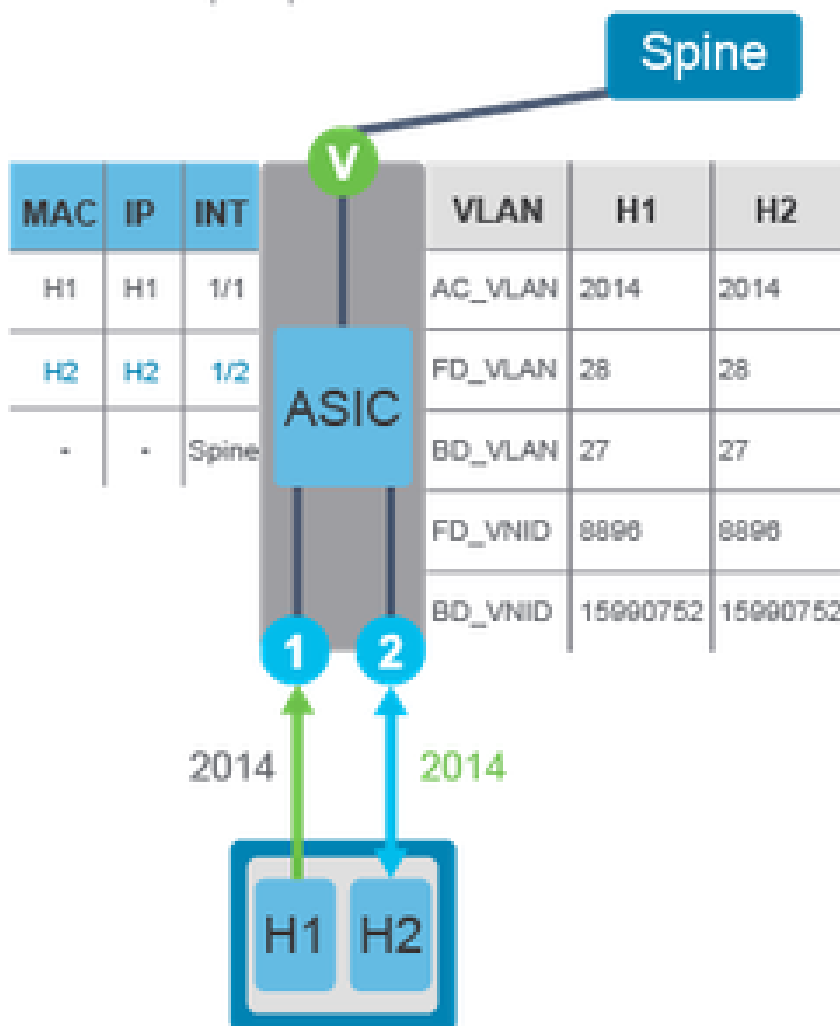 Spine
V
MAC IP INT
H1 H1 1/1
H2 H2 1/2
- - Spine
VLAN H1 H2
AC_VLAN 2014 2014
FD_VLAN 28 28
BD_VLAN 27 27
FD_VNID 8896 8896
BD_VNID 15990752 15990752
ASIC
1 2
2014 2014
H1 H2